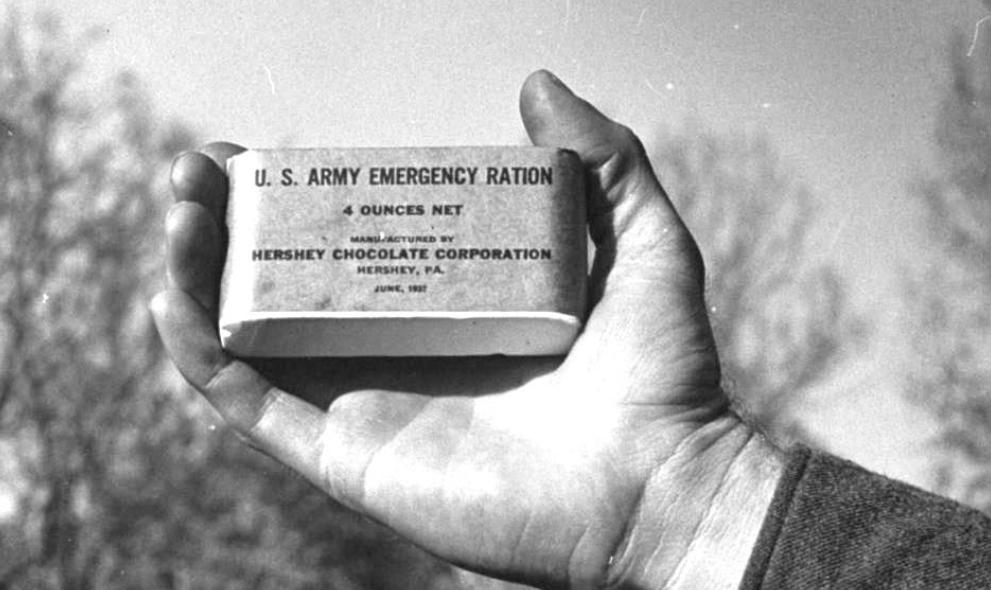 U. S. ARMY EMERGENCY RATION
4 OUNCES NET
MANUFACTURED BY
HERSHEY CHOCOLATE CORPORATION
HERSHEY, PA.
JUNE, 1937